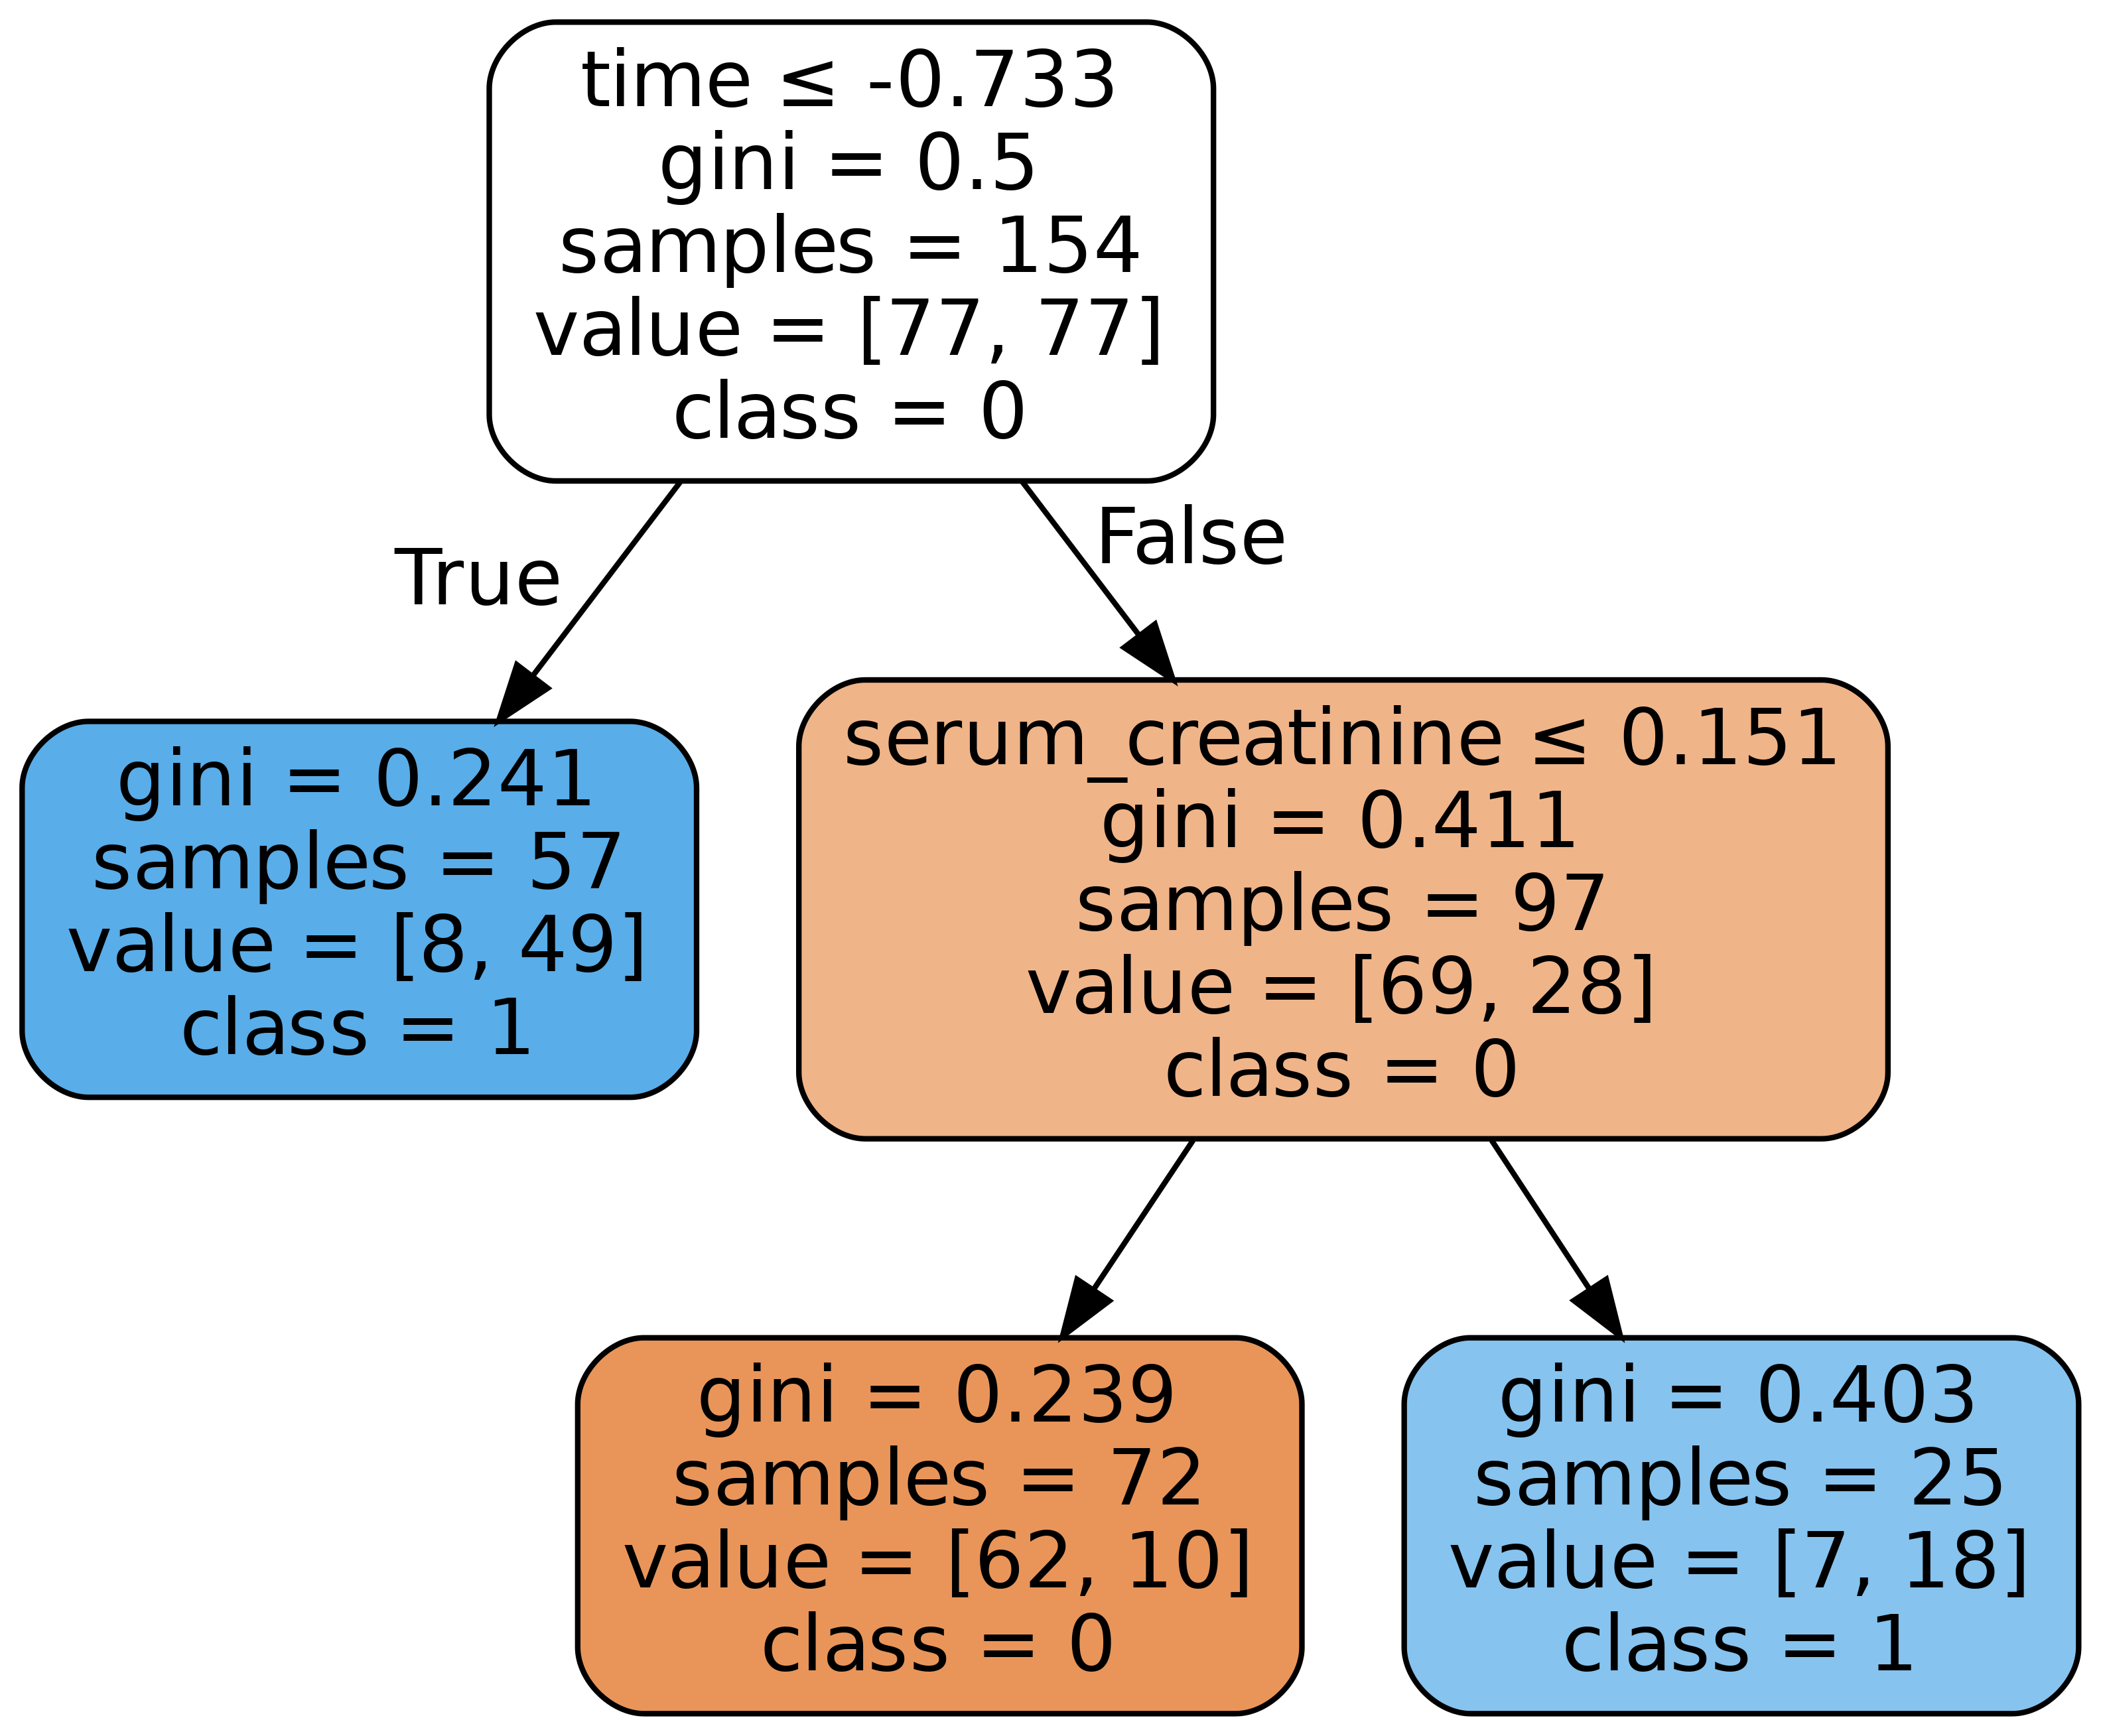 time ≤ -0.733
gini = 0.5
samples = 154
value = [77, 77]
class = 0
True
False
gini = 0.241
samples = 57
value = [8, 49]
class = 1
serum_creatinine ≤ 0.151
gini = 0.411
samples = 97
value = [69, 28]
class = 0
gini = 0.239
samples = 72
value = [62, 10]
class = 0
gini = 0.403
samples = 25
value = [7, 18]
class = 1